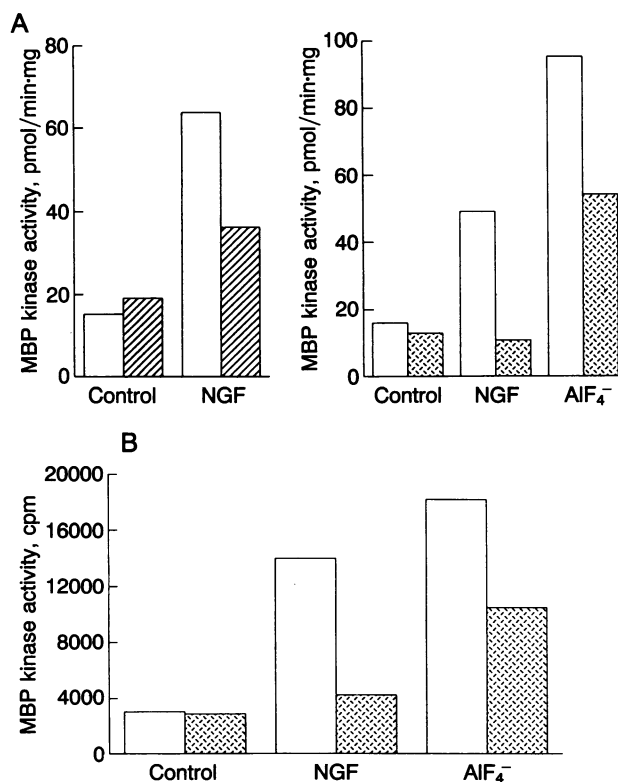 A
MBP kinase activity, pmol/min·mg
80
60
40
20
0
Control NGF
MBP kinase activity, pmol/min·mg
100
80
60
40
20
0
Control NGF AlF₄⁻
B
MBP kinase activity, cpm
20000
16000
12000
8000
4000
0
Control NGF AlF₄⁻